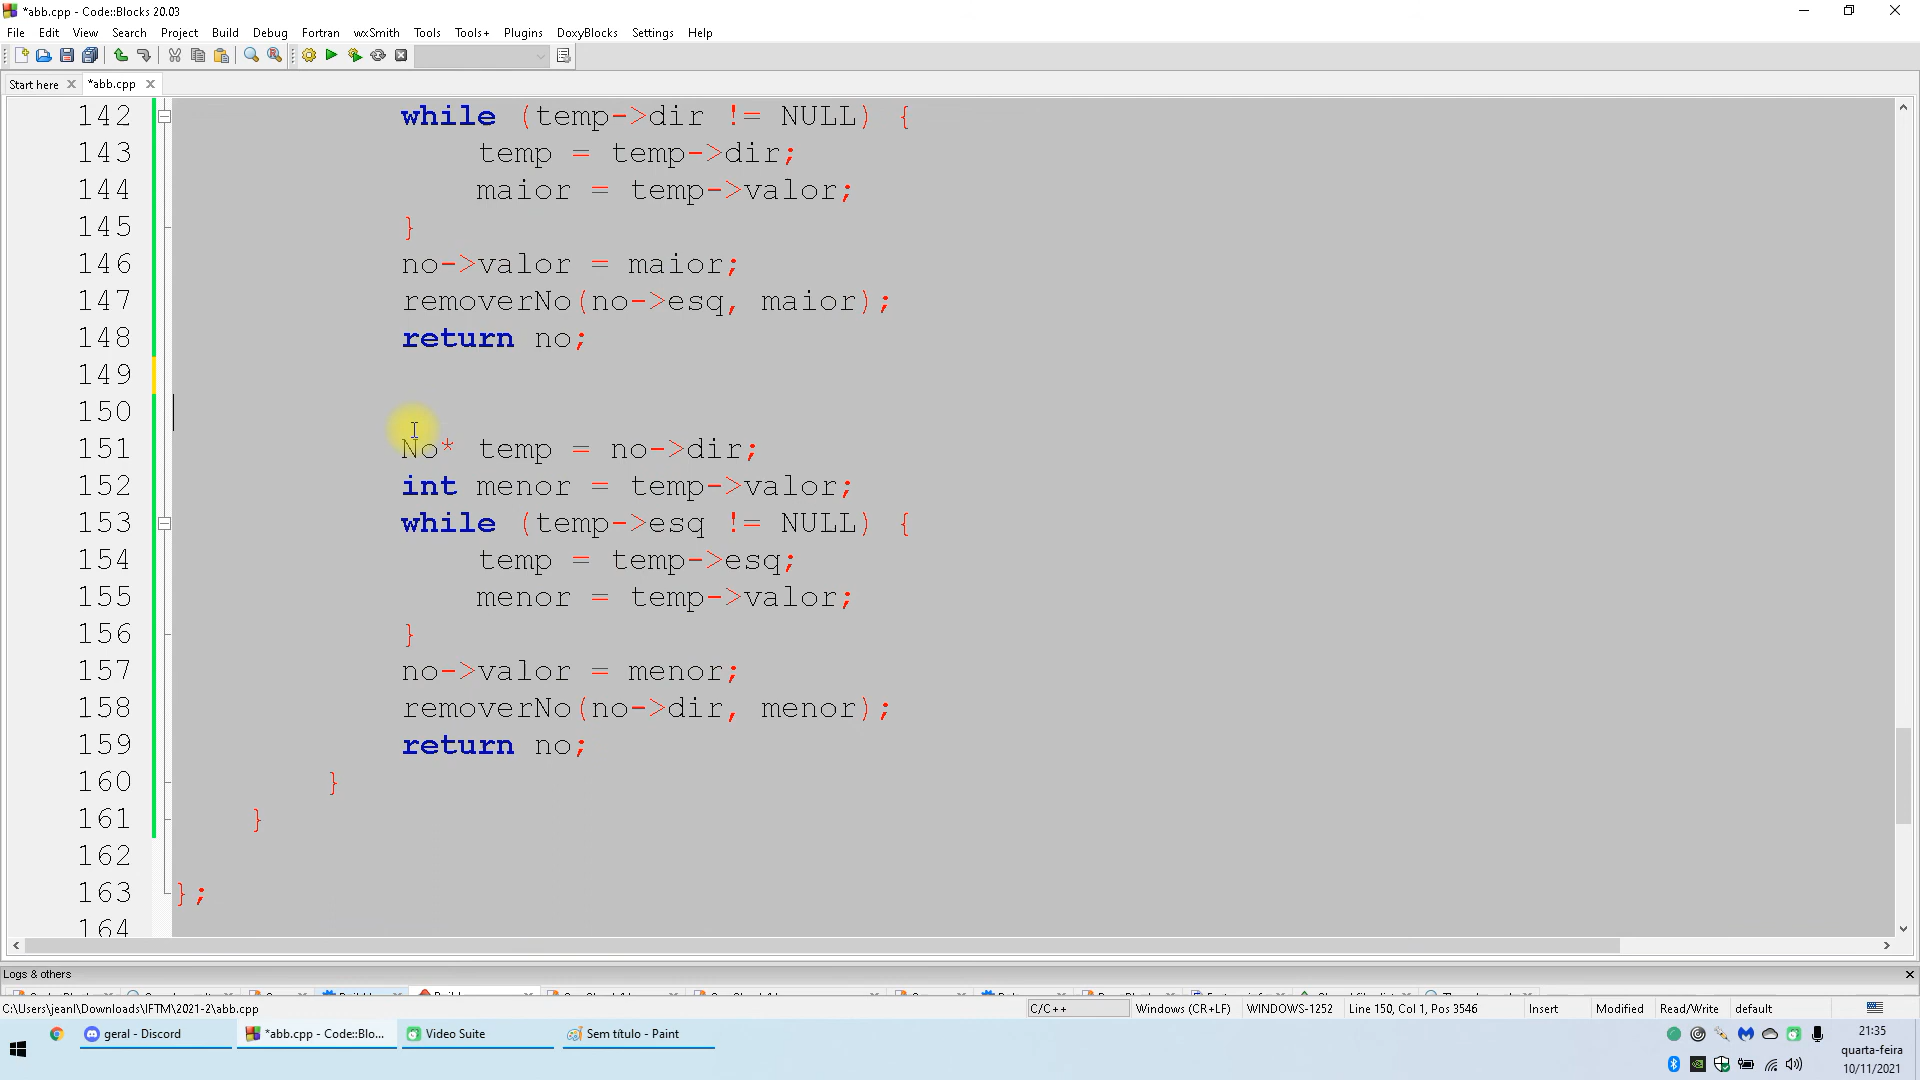 *abb.cpp - Code::Blocks 20.03
File Edit View Search Project Build Debug Fortran wxSmith Tools Tools+ Plugins DoxyBlocks Settings Help
Start here *abb.cpp
142 while (temp->dir != NULL) {
143 temp = temp->dir;
144 maior = temp->valor;
145 }
146 no->valor = maior;
147 removerNo(no->esq, maior);
148 return no;
149
150
151 No* temp = no->dir;
152 int menor = temp->valor;
153 while (temp->esq != NULL) {
154 temp = temp->esq;
155 menor = temp->valor;
156 }
157 no->valor = menor;
158 removerNo(no->dir, menor);
159 return no;
160 }
161 }
162
163 };
164
Logs & others
C:\Users\jeanl\Downloads\IFTM\2021-2\abb.cpp C/C++ Windows (CR+LF) WINDOWS-1252 Line 150, Col 1, Pos 3546 Insert Modified Read/Write default
geral - Discord *abb.cpp - Code::Blo... Video Suite Sem título - Paint
21:35
quarta-feira
10/11/2021